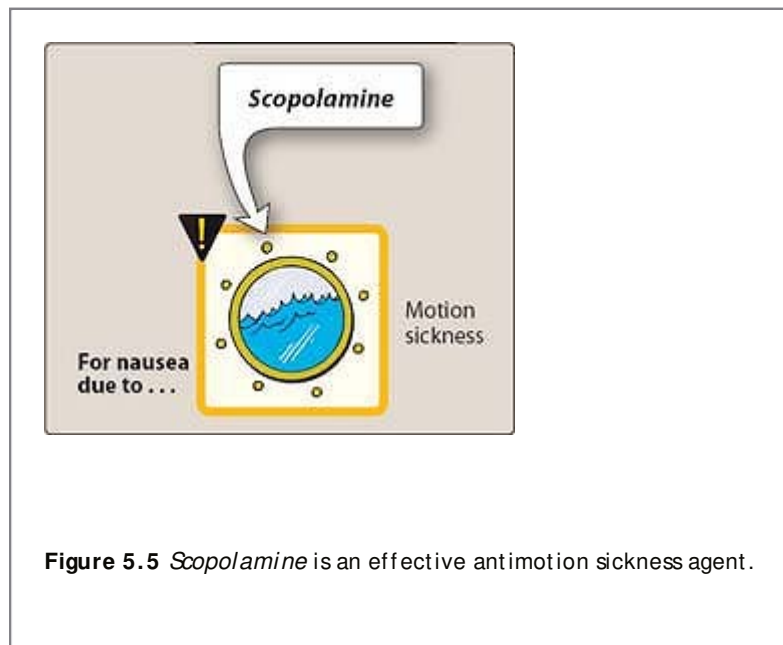 Scopolamine
!
Motion
sickness
For nausea
due to . . .
Figure 5.5 Scopolamine is an effective antimotion sickness agent.